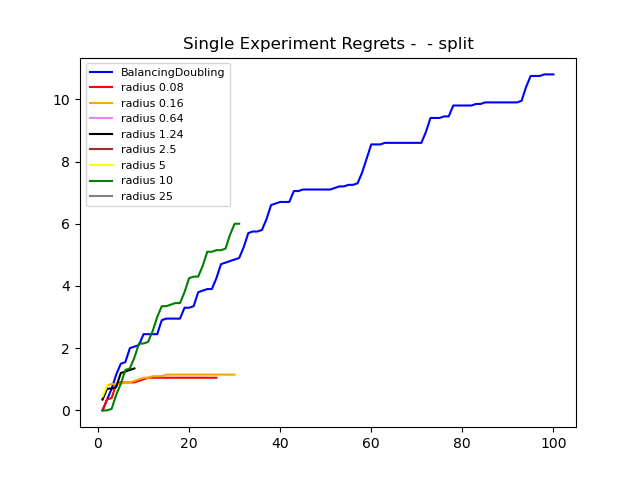 Single Experiment Regrets -  - split
BalancingDoubling
radius 0.08
radius 0.16
radius 0.64
radius 1.24
radius 2.5
radius 5
radius 10
radius 25
10
8
6
4
2
0
0 20 40 60 80 100